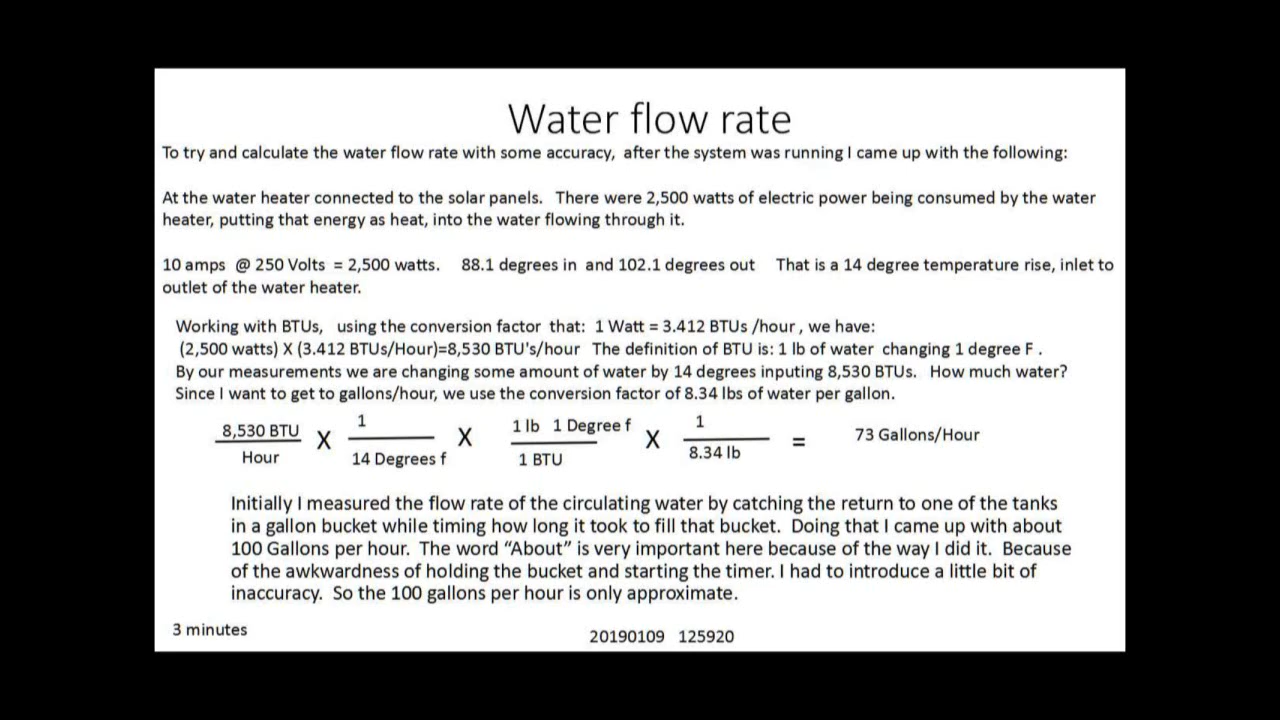 Water flow rate
To try and calculate the water flow rate with some accuracy, after the system was running I came up with the following:
At the water heater connected to the solar panels. There were 2,500 watts of electric power being consumed by the water
heater, putting that energy as heat, into the water flowing through it.
10 amps @ 250 Volts = 2,500 watts. 88.1 degrees in and 102.1 degrees out That is a 14 degree temperature rise, inlet to
outlet of the water heater.
Working with BTUs, using the conversion factor that: 1 Watt = 3.412 BTUs /hour , we have:
(2,500 watts) X (3.412 BTUs/Hour)=8,530 BTU's/hour The definition of BTU is: 1 lb of water changing 1 degree F .
By our measurements we are changing some amount of water by 14 degrees inputing 8,530 BTUs. How much water?
Since I want to get to gallons/hour, we use the conversion factor of 8.34 lbs of water per gallon.
8,530 BTU X 1 X 1 lb 1 Degree f X 1 = 73 Gallons/Hour
Hour 14 Degrees f 1 BTU 8.34 lb
Initially I measured the flow rate of the circulating water by catching the return to one of the tanks
in a gallon bucket while timing how long it took to fill that bucket. Doing that I came up with about
100 Gallons per hour. The word “About” is very important here because of the way I did it. Because
of the awkwardness of holding the bucket and starting the timer. I had to introduce a little bit of
inaccuracy. So the 100 gallons per hour is only approximate.
3 minutes
20190109 125920